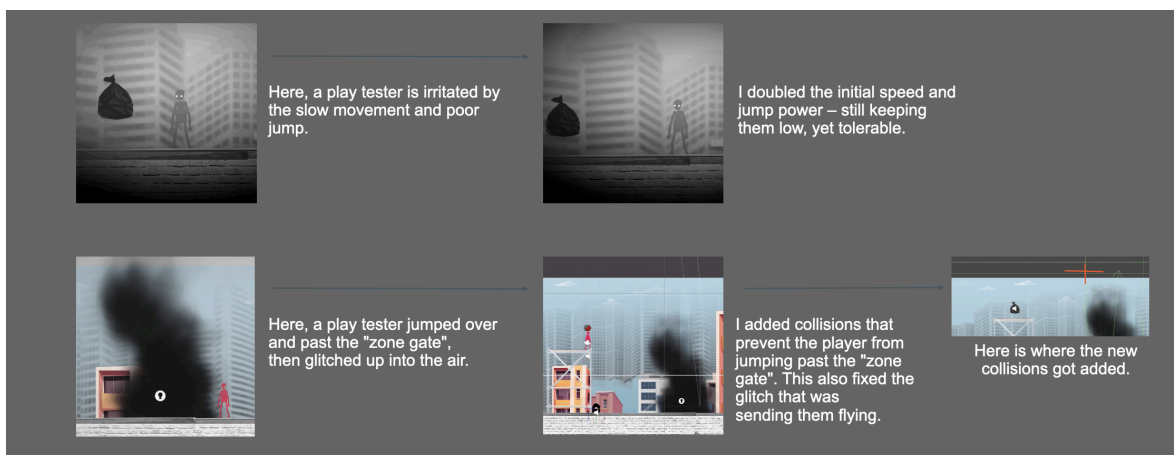 Here, a play tester is irritated by
the slow movement and poor
jump.
I doubled the initial speed and
jump power – still keeping
them low, yet tolerable.
Here, a play tester jumped over
and past the "zone gate",
then glitched up into the air.
I added collisions that
prevent the player from
jumping past the "zone
gate". This also fixed the
glitch that was
sending them flying.
Here is where the new
collisions got added.